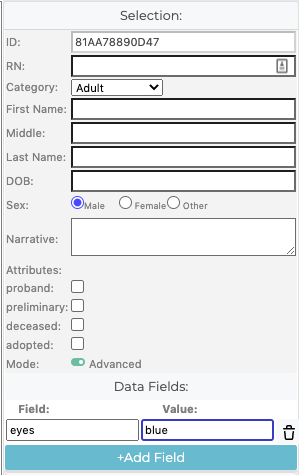 Selection:
ID: 81AA78890D47
RN:
Category: Adult
First Name:
Middle:
Last Name:
DOB:
Sex: Male Female Other
Narrative:
Attributes:
proband:
preliminary:
deceased:
adopted:
Mode: Advanced
Data Fields:
Field: Value:
eyes blue
+Add Field